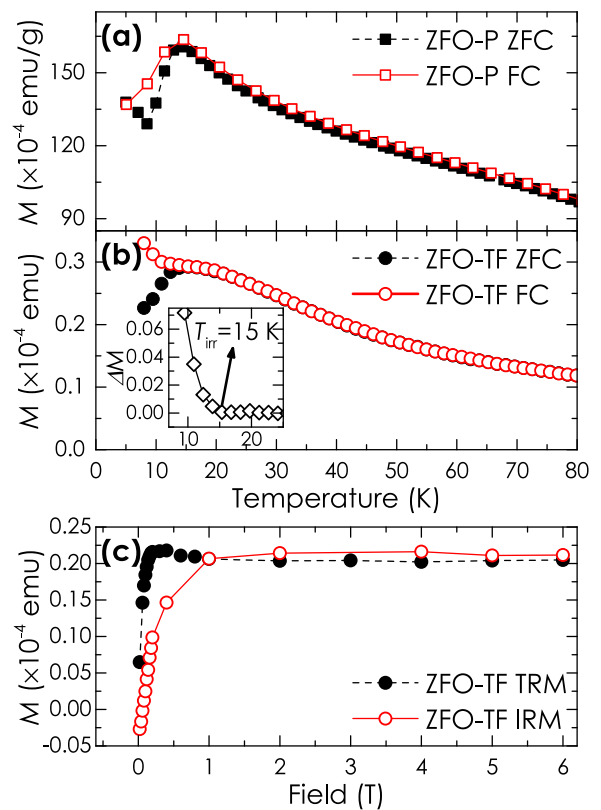 (a)
ZFO-P ZFC
ZFO-P FC
150
120
90
M (×10⁻⁴ emu/g)
(b)
ZFO-TF ZFC
ZFO-TF FC
0.3
0.2
0.1
0.0
M (×10⁻⁴ emu)
0.06
0.04
0.02
0.00
ΔM
T_irr=15 K
10 20
0 10 20 30 40 50 60 70 80
Temperature (K)
(c)
0.25
0.20
0.15
0.10
0.05
0.00
-0.05
M (×10⁻⁴ emu)
ZFO-TF TRM
ZFO-TF IRM
0 1 2 3 4 5 6
Field (T)